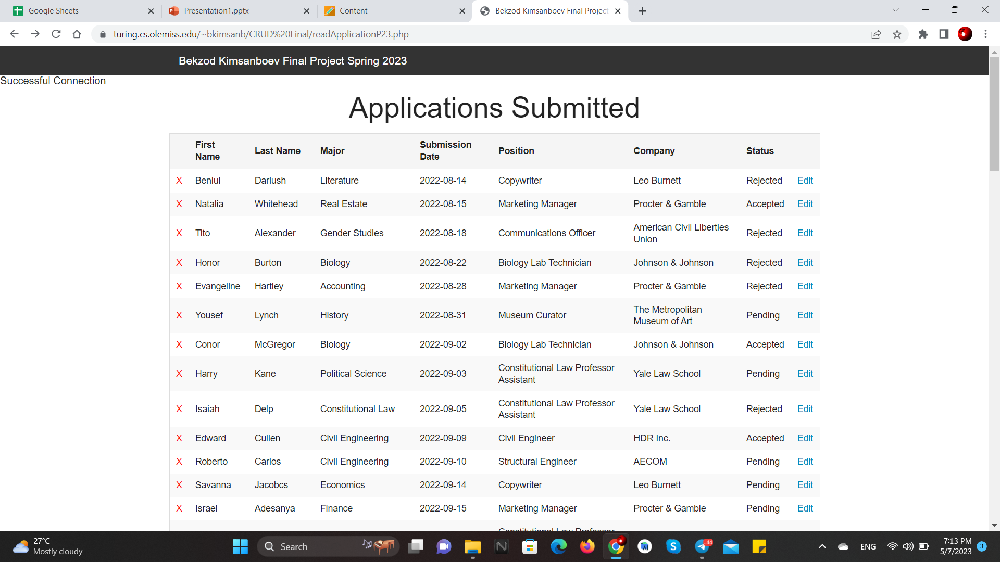 Google Sheets
Presentation1.pptx
Content
Bekzod Kimsanboev Final Project
turing.cs.olemiss.edu/~bkimsanb/CRUD%20Final/readApplicationP23.php
Bekzod Kimsanboev Final Project Spring 2023
Successful Connection
Applications Submitted
First Name Last Name Major Submission Date Position Company Status
X Beniul Dariush Literature 2022-08-14 Copywriter Leo Burnett Rejected Edit
X Natalia Whitehead Real Estate 2022-08-15 Marketing Manager Procter & Gamble Accepted Edit
X Tito Alexander Gender Studies 2022-08-18 Communications Officer American Civil Liberties Union Rejected Edit
X Honor Burton Biology 2022-08-22 Biology Lab Technician Johnson & Johnson Rejected Edit
X Evangeline Hartley Accounting 2022-08-28 Marketing Manager Procter & Gamble Rejected Edit
X Yousef Lynch History 2022-08-31 Museum Curator The Metropolitan Museum of Art Pending Edit
X Conor McGregor Biology 2022-09-02 Biology Lab Technician Johnson & Johnson Accepted Edit
X Harry Kane Political Science 2022-09-03 Constitutional Law Professor Assistant Yale Law School Pending Edit
X Isaiah Delp Constitutional Law 2022-09-05 Constitutional Law Professor Assistant Yale Law School Rejected Edit
X Edward Cullen Civil Engineering 2022-09-09 Civil Engineer HDR Inc. Accepted Edit
X Roberto Carlos Civil Engineering 2022-09-10 Structural Engineer AECOM Pending Edit
X Savanna Jacobcs Economics 2022-09-14 Copywriter Leo Burnett Pending Edit
X Israel Adesanya Finance 2022-09-15 Marketing Manager Procter & Gamble Pending Edit
Constitutional Law Professor
27°C
Mostly cloudy
Search
44
ENG
7:13 PM
5/7/2023
3